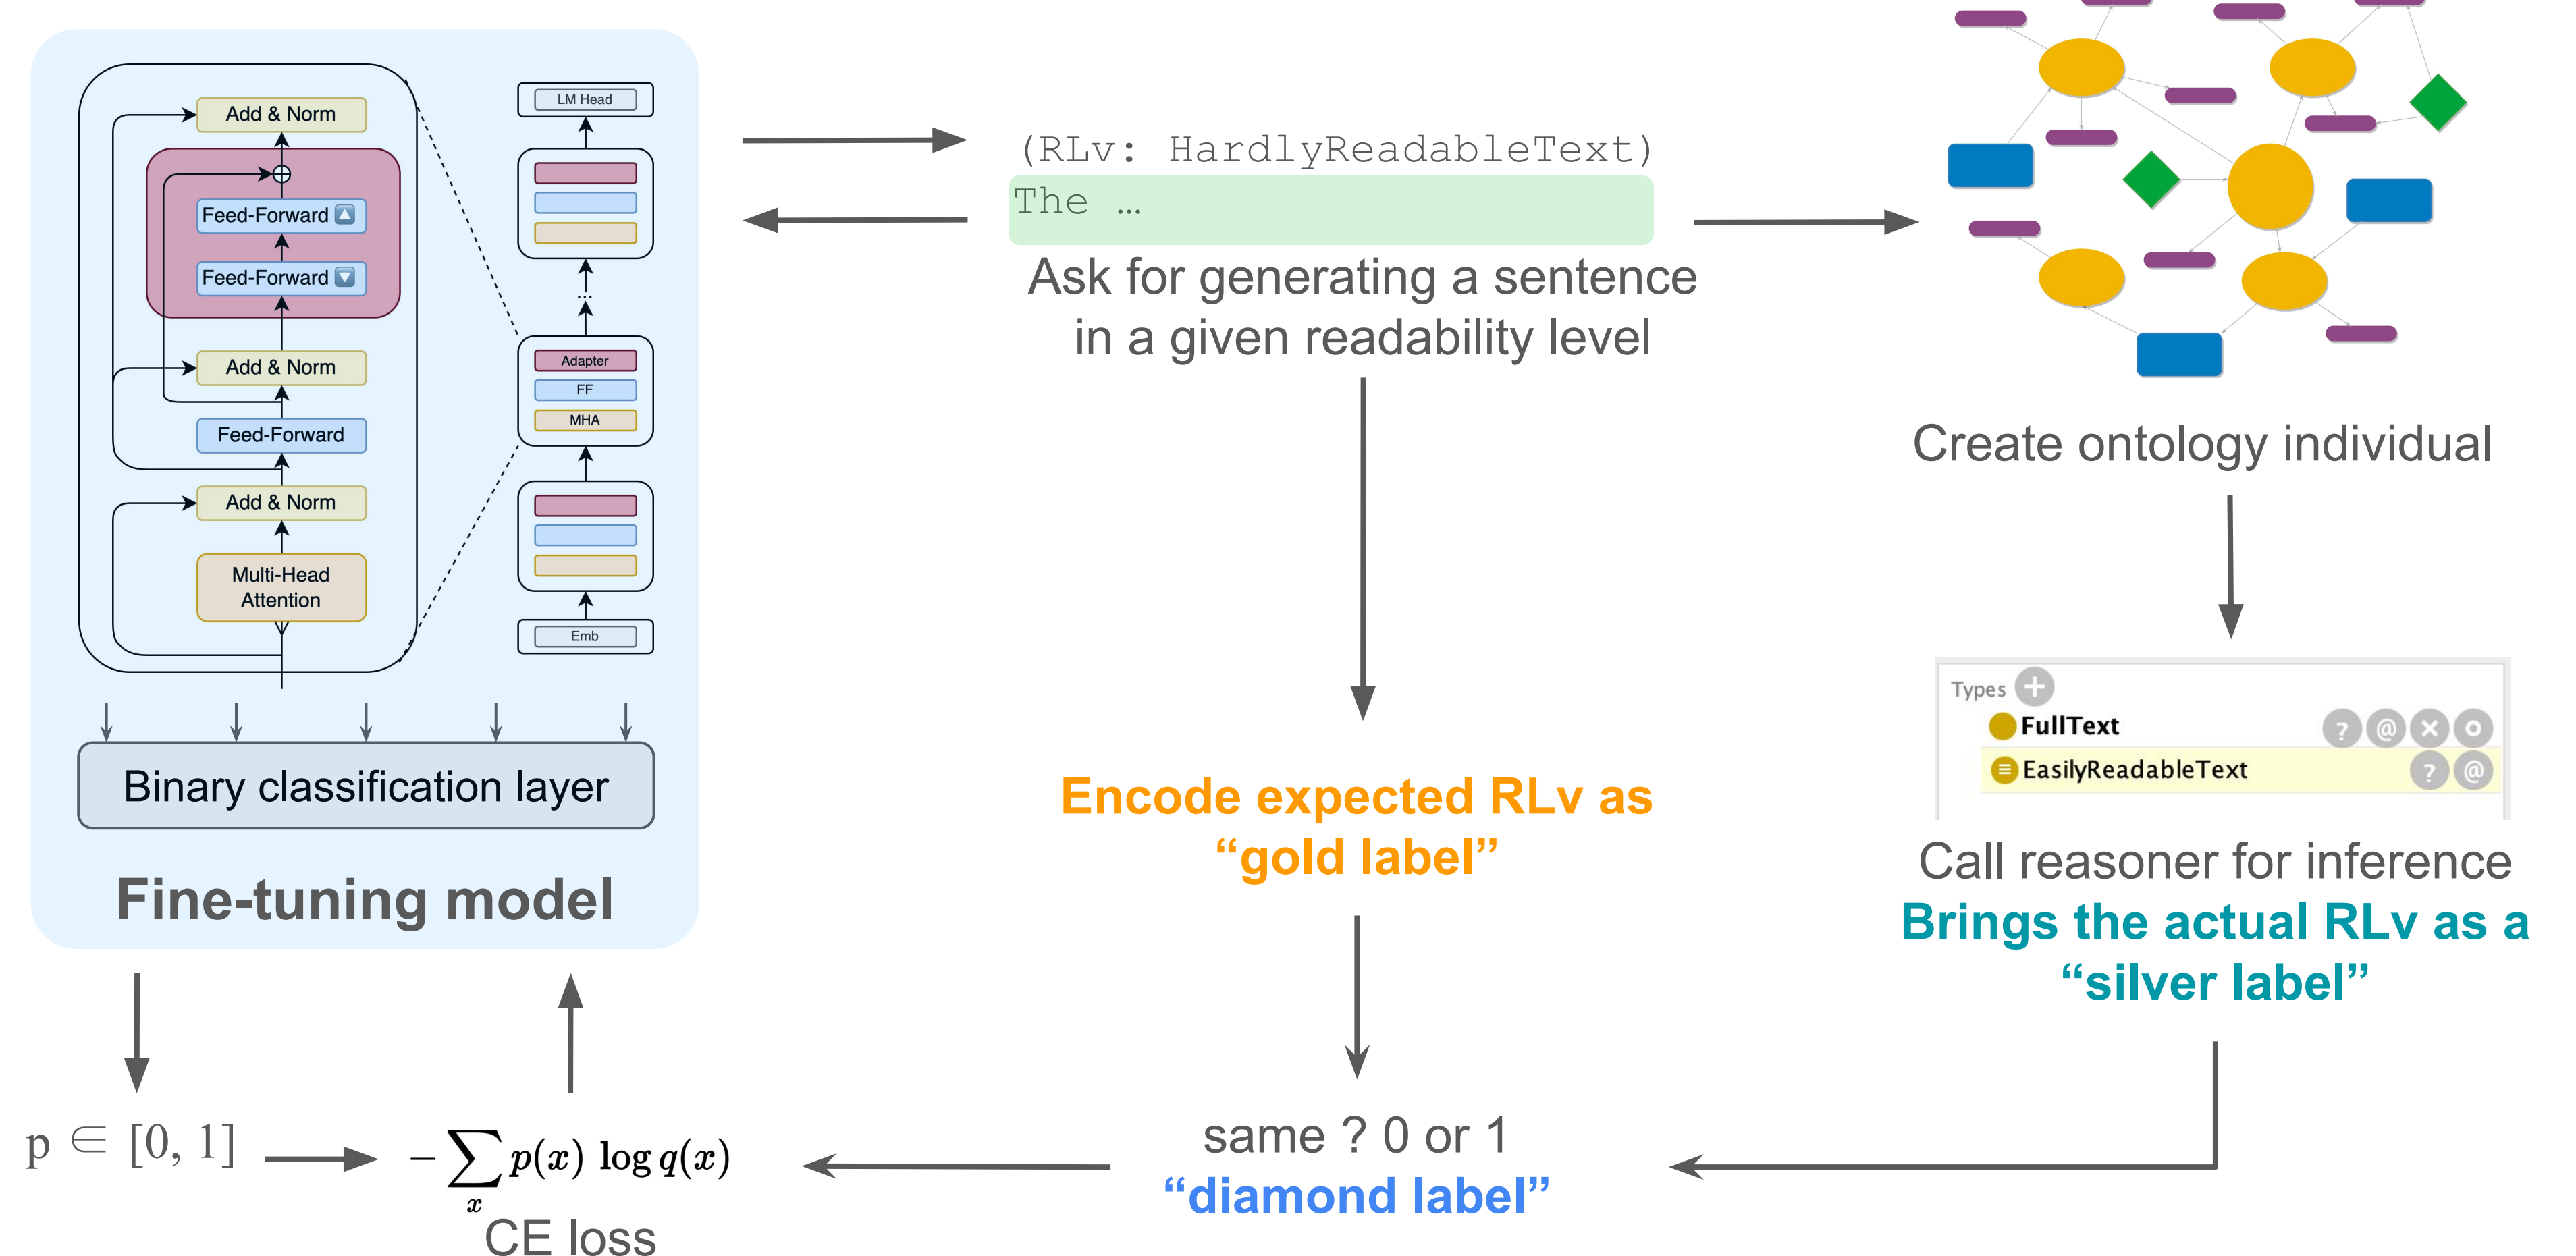 Add & Norm
Feed-Forward
Feed-Forward
Add & Norm
Feed-Forward
Add & Norm
Multi-Head
Attention
LM Head
...
Adapter
FF
MHA
Emb
Binary classification layer
Fine-tuning model
p ∈ [0, 1]
− ∑ p(x) log q(x)
x
CE loss
(RLv: HardlyReadableText)
The …
Ask for generating a sentence
in a given readability level
Encode expected RLv as
“gold label”
same ? 0 or 1
“diamond label”
Create ontology individual
Types +
FullText ? @
EasilyReadableText ? @
Call reasoner for inference
Brings the actual RLv as a
“silver label”